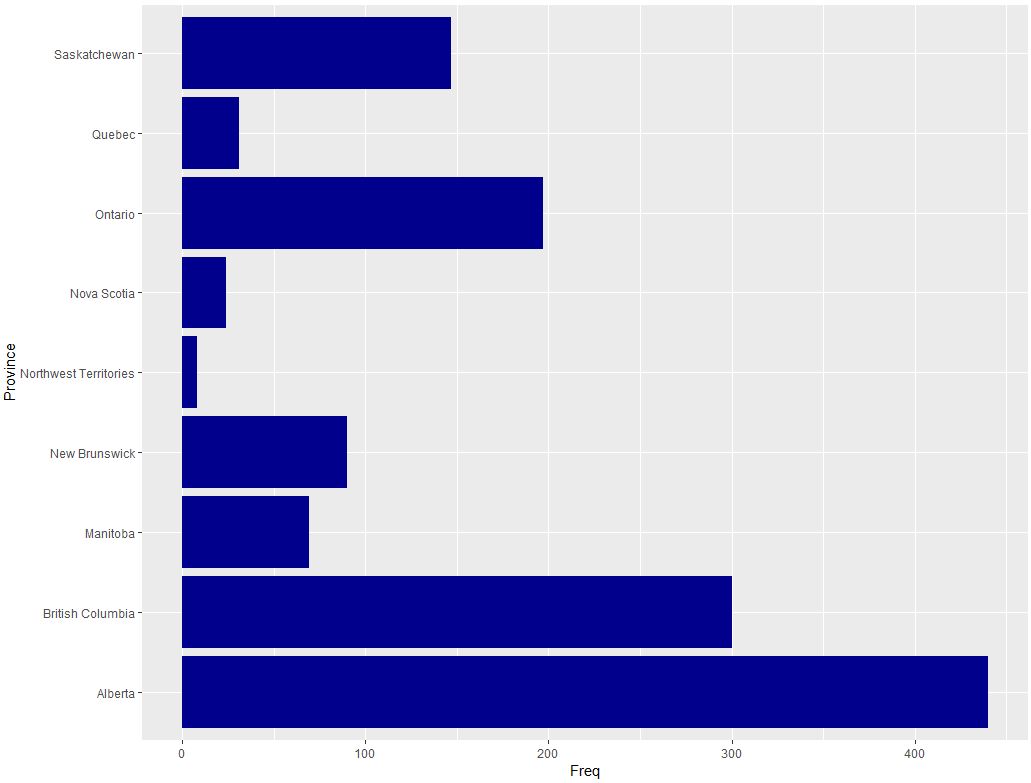 Saskatchewan
Quebec
Ontario
Nova Scotia
Northwest Territories
New Brunswick
Manitoba
British Columbia
Alberta
Province
0 100 200 300 400
Freq